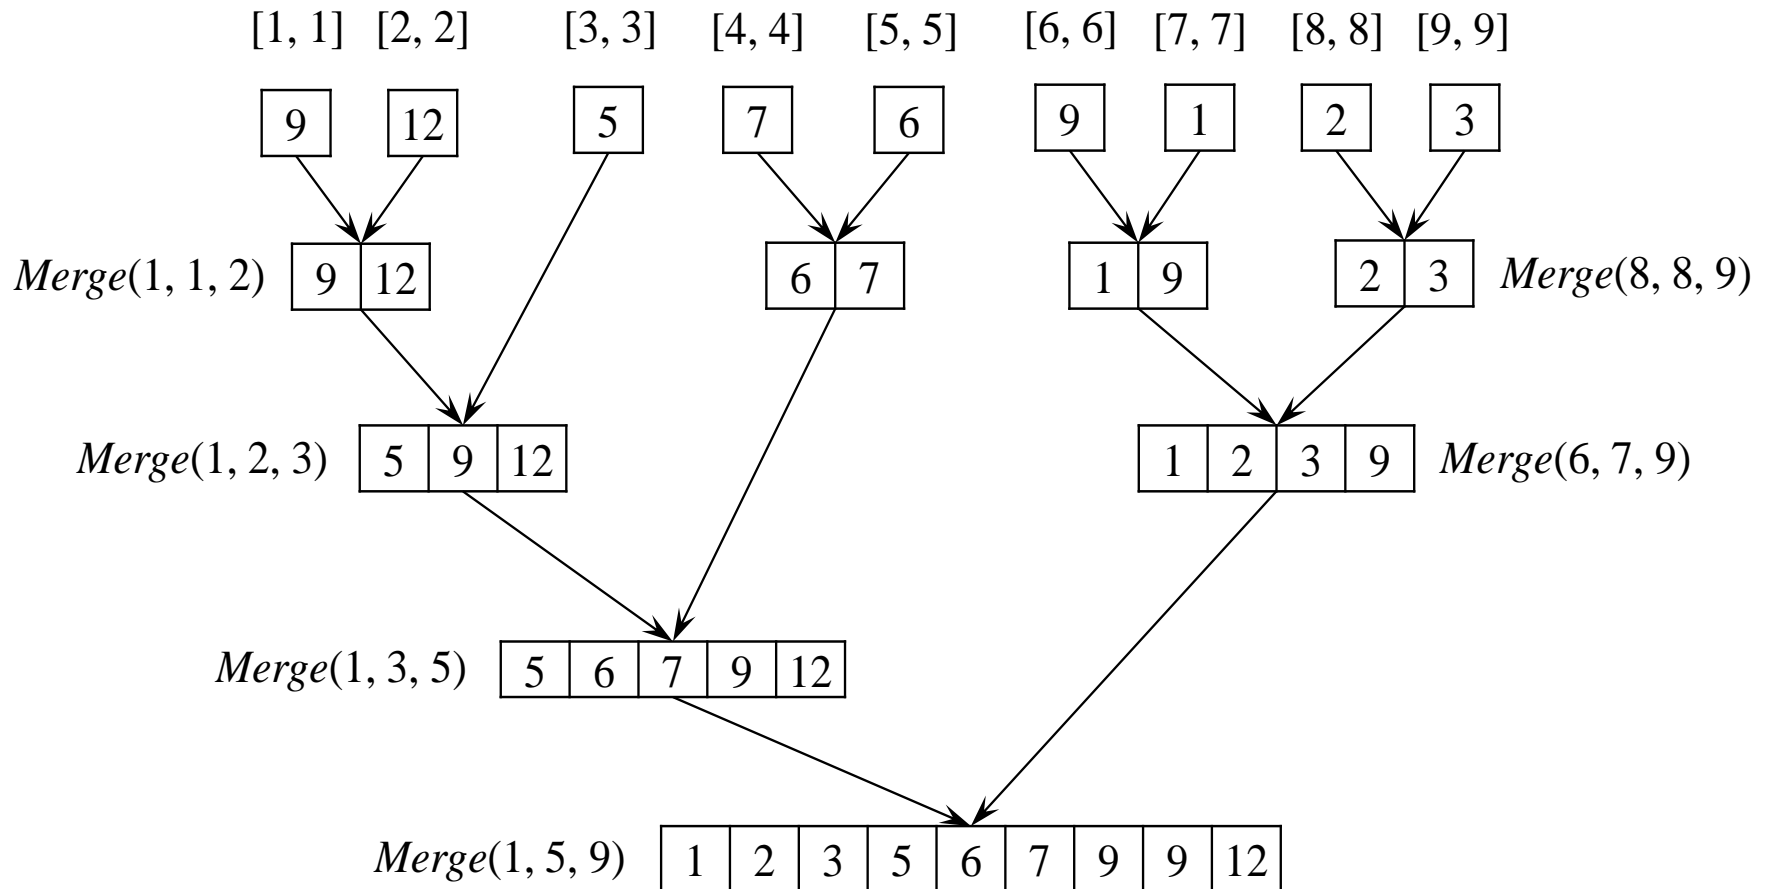 [1, 1] [2, 2] [3, 3] [4, 4] [5, 5] [6, 6] [7, 7] [8, 8] [9, 9]
9 12 5 7 6 9 1 2 3
Merge(1, 1, 2) 9 12 6 7 1 9 2 3 Merge(8, 8, 9)
Merge(1, 2, 3) 5 9 12 1 2 3 9 Merge(6, 7, 9)
Merge(1, 3, 5) 5 6 7 9 12
Merge(1, 5, 9) 1 2 3 5 6 7 9 9 12